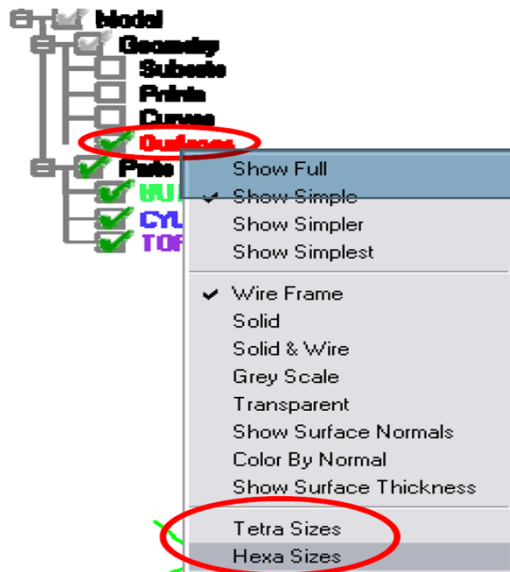 Model
Geometry
Subsets
Points
Curves
Surfaces
Parts
CYL
Show Full
Show Simple
Show Simpler
Show Simplest
Wire Frame
Solid
Solid & Wire
Grey Scale
Transparent
Show Surface Normals
Color By Normal
Show Surface Thickness
Tetra Sizes
Hexa Sizes